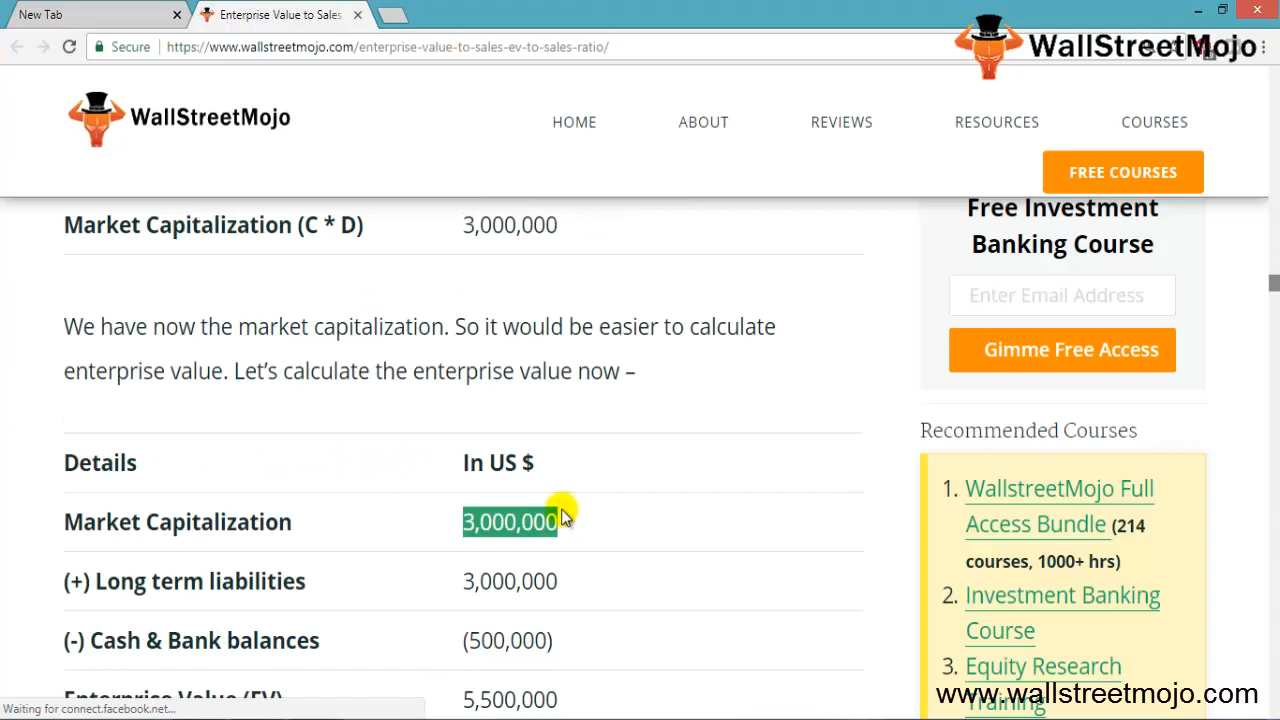 New Tab
Enterprise Value to Sales
Secure
https://www.wallstreetmojo.com/enterprise-value-to-sales-ev-to-sales-ratio/
WallStreetMojo
WallStreetMojo
HOME
ABOUT
REVIEWS
RESOURCES
COURSES
FREE COURSES
Market Capitalization (C * D) 3,000,000
We have now the market capitalization. So it would be easier to calculate
enterprise value. Let’s calculate the enterprise value now –
Details In US $
Market Capitalization 3,000,000
(+) Long term liabilities 3,000,000
(-) Cash & Bank balances (500,000)
Enterprise Value (EV) 5,500,000
Free Investment
Banking Course
Enter Email Address
Gimme Free Access
Recommended Courses
1. WallstreetMojo Full
Access Bundle (214
courses, 1000+ hrs)
2. Investment Banking
Course
3. Equity Research
Training
www.wallstreetmojo.com
Waiting for connect.facebook.net...